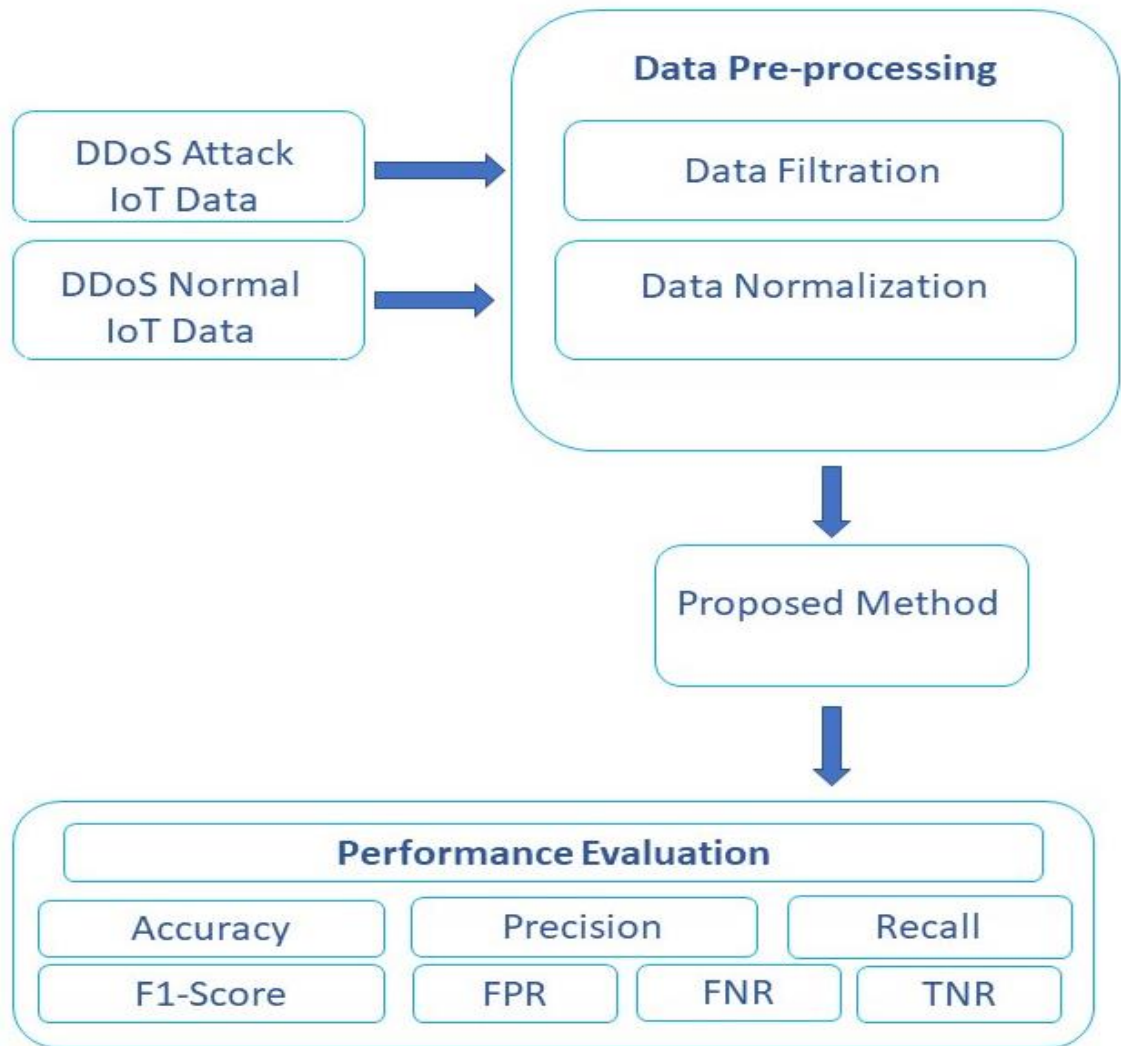 Data Pre-processing
DDoS Attack
IoT Data
Data Filtration
DDoS Normal
IoT Data
Data Normalization
Proposed Method
Performance Evaluation
Accuracy
Precision
Recall
F1-Score
FPR
FNR
TNR